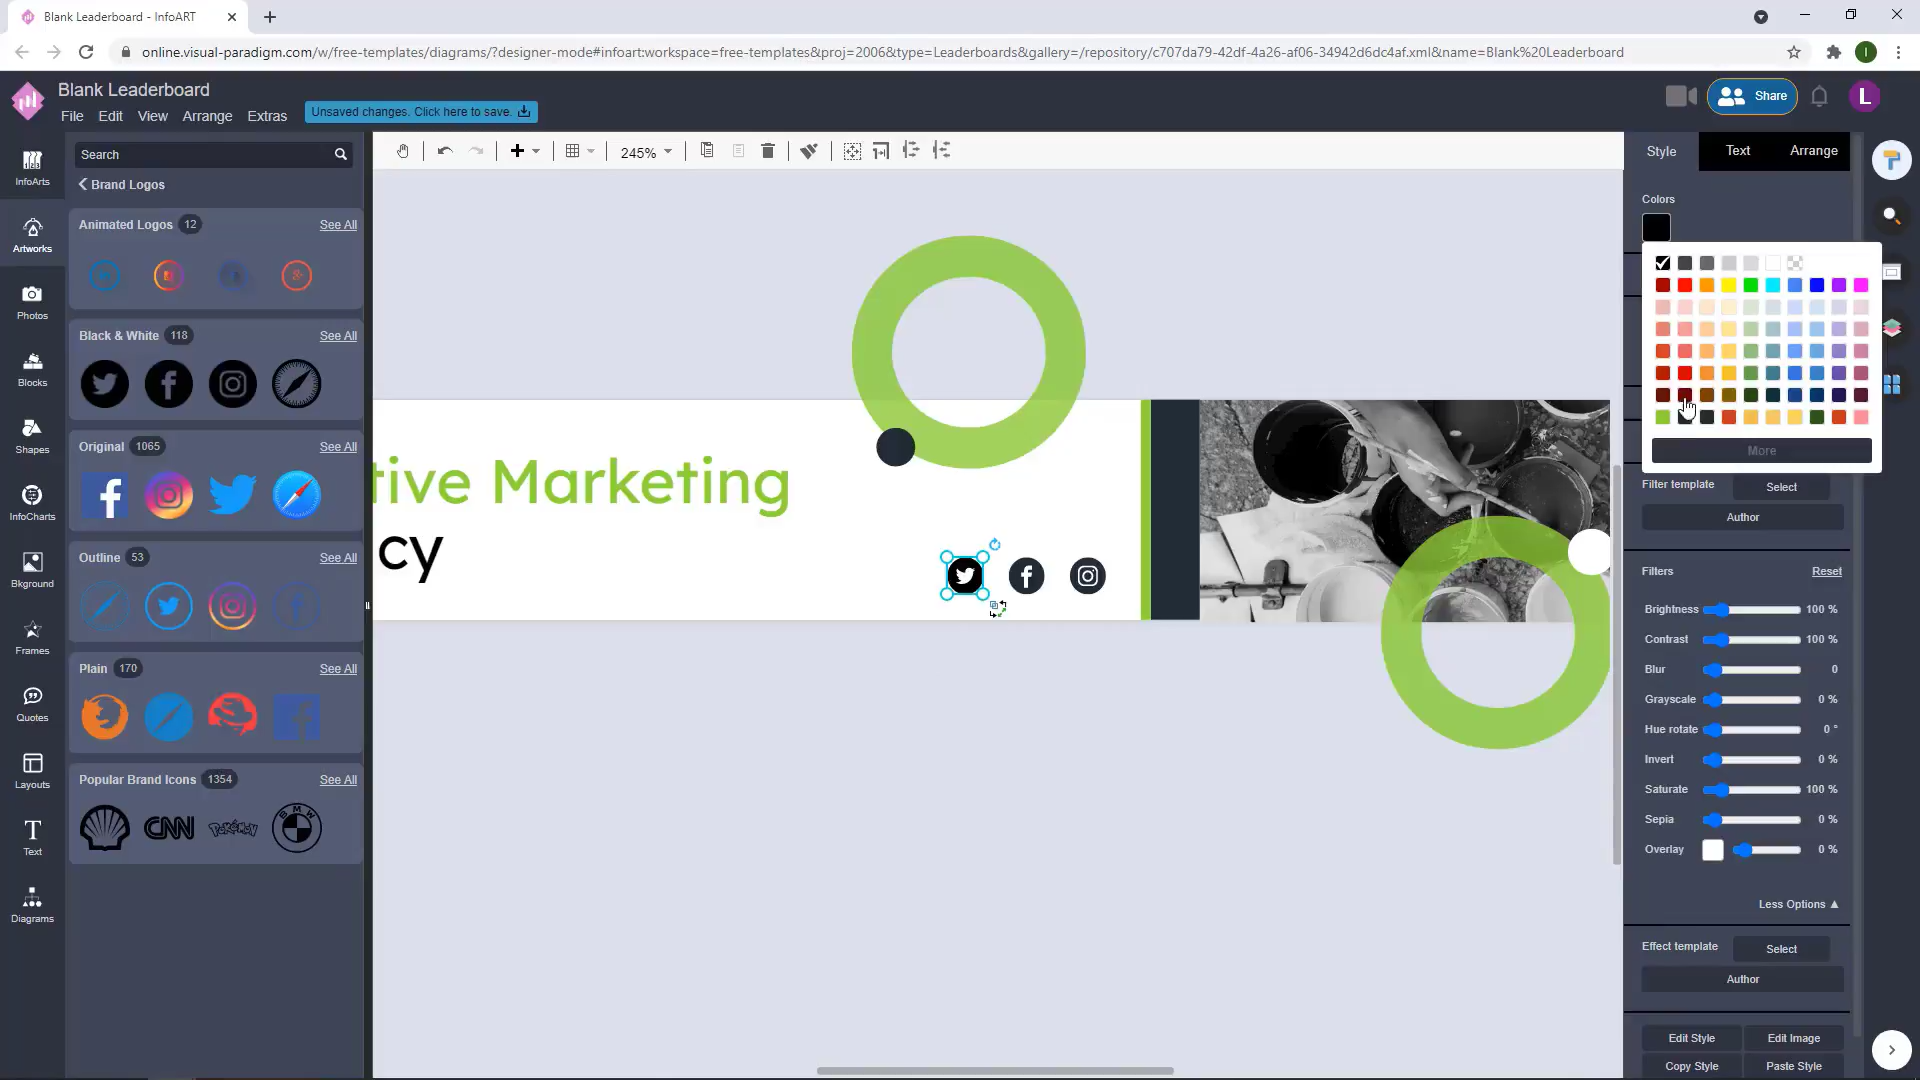 Blank Leaderboard - InfoART
online.visual-paradigm.com/w/free-templates/diagrams/?designer-mode#infoart:workspace=free-templates&proj=2006&type=Leaderboards&gallery=/repository/c707da79-42df-4a26-af06-34942d6dc4af.xml&name=Blank%20Leaderboard
I
Blank Leaderboard
File Edit View Arrange Extras
Unsaved changes. Click here to save.
Share
L
InfoArts
Artworks
Photos
Blocks
Shapes
InfoCharts
Bkground
Frames
Quotes
Layouts
Text
Diagrams
Search
Brand Logos
Animated Logos 12 See All
Black & White 118 See All
Original 1065 See All
Outline 53 See All
Plain 170 See All
Popular Brand Icons 1354 See All
CNN
POKéMON
BMW
245%
tive Marketing
cy
Style Text Arrange
Colors
More
Filter template Select
Author
Filters Reset
Brightness 100 %
Contrast 100 %
Blur 0
Grayscale 0 %
Hue rotate 0 °
Invert 0 %
Saturate 100 %
Sepia 0 %
Overlay 0 %
Less Options
Effect template Select
Author
Edit Style Edit Image
Copy Style Paste Style